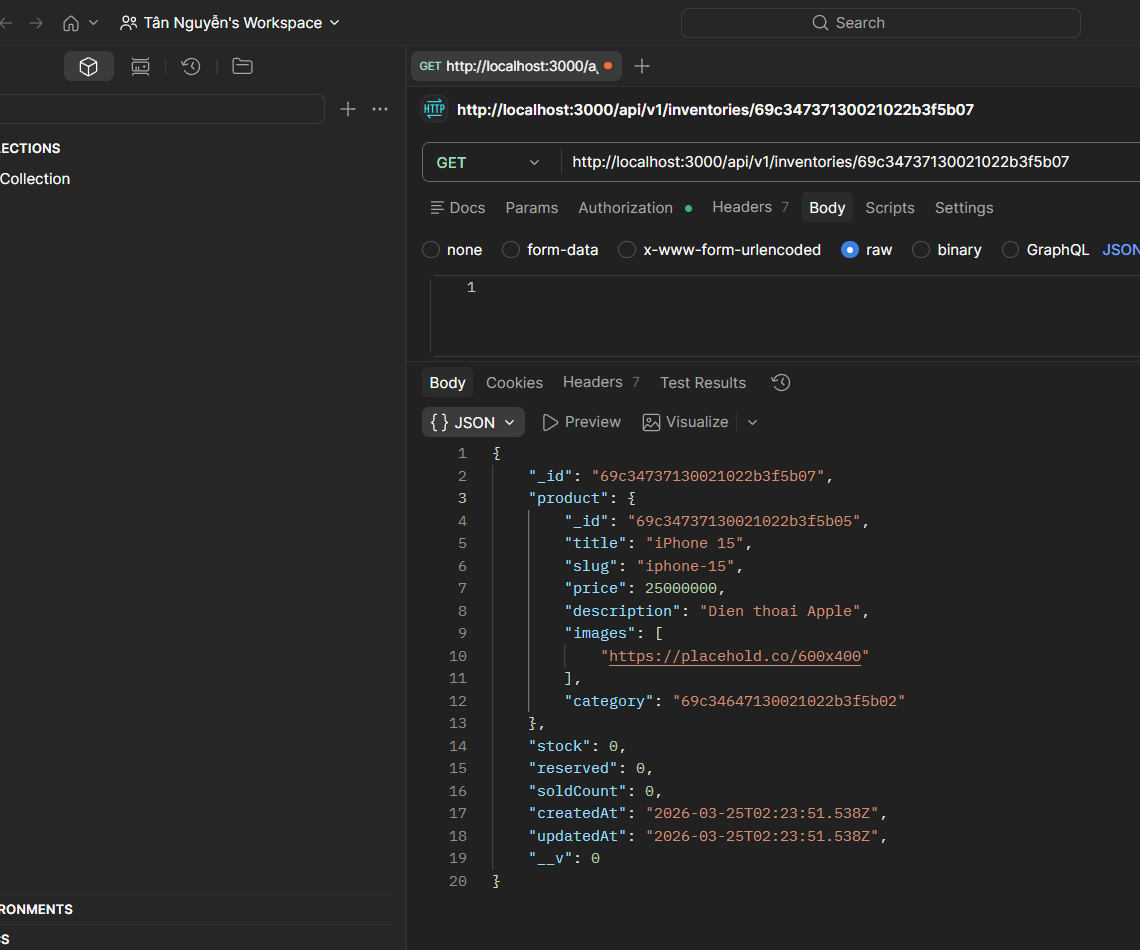 Tân Nguyễn's Workspace
Search
GET http://localhost:3000/a
HTTP http://localhost:3000/api/v1/inventories/69c34737130021022b3f5b07
ECTIONS
Collection
GET http://localhost:3000/api/v1/inventories/69c34737130021022b3f5b07
Docs Params Authorization Headers 7 Body Scripts Settings
none form-data x-www-form-urlencoded raw binary GraphQL JSON
1
Body Cookies Headers 7 Test Results
{} JSON Preview Visualize
1 {
2 "_id": "69c34737130021022b3f5b07",
3 "product": {
4 "_id": "69c34737130021022b3f5b05",
5 "title": "iPhone 15",
6 "slug": "iphone-15",
7 "price": 25000000,
8 "description": "Dien thoai Apple",
9 "images": [
10 "https://placehold.co/600x400"
11 ],
12 "category": "69c34647130021022b3f5b02"
13 },
14 "stock": 0,
15 "reserved": 0,
16 "soldCount": 0,
17 "createdAt": "2026-03-25T02:23:51.538Z",
18 "updatedAt": "2026-03-25T02:23:51.538Z",
19 "__v": 0
20 }
RONMENTS
S